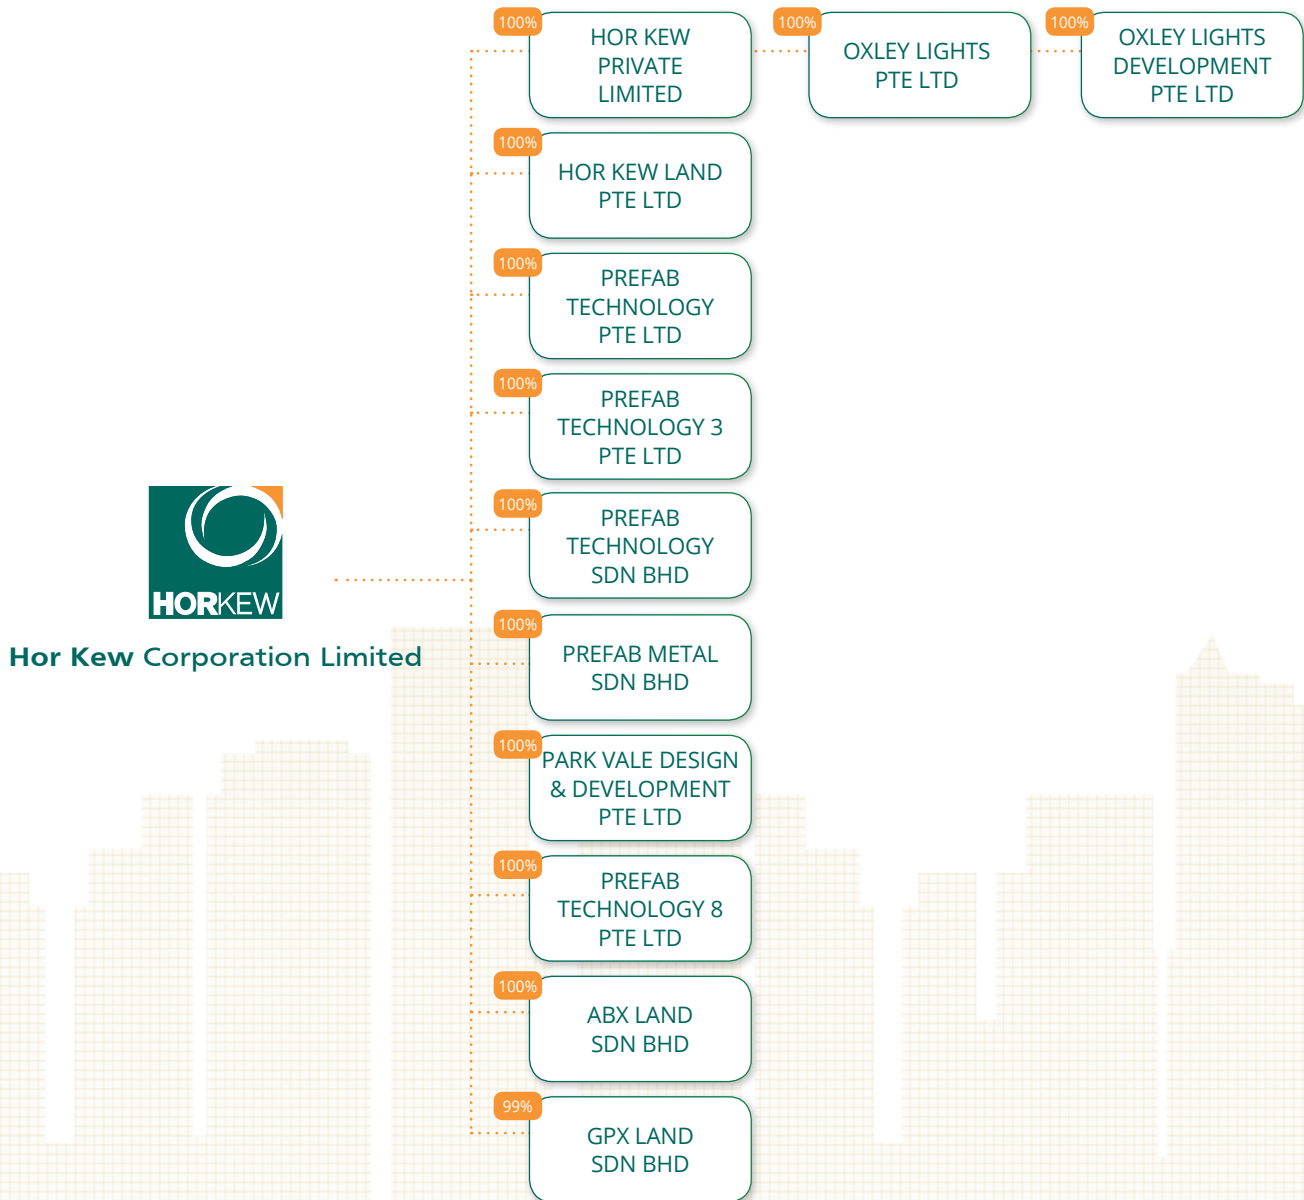 100%
HOR KEW
PRIVATE
LIMITED
100%
OXLEY LIGHTS
PTE LTD
100%
OXLEY LIGHTS
DEVELOPMENT
PTE LTD
100%
HOR KEW LAND
PTE LTD
100%
PREFAB
TECHNOLOGY
PTE LTD
100%
PREFAB
TECHNOLOGY 3
PTE LTD
HORKEW
Hor Kew Corporation Limited
100%
PREFAB
TECHNOLOGY
SDN BHD
100%
PREFAB METAL
SDN BHD
100%
PARK VALE DESIGN
& DEVELOPMENT
PTE LTD
100%
PREFAB
TECHNOLOGY 8
PTE LTD
100%
ABX LAND
SDN BHD
99%
GPX LAND
SDN BHD